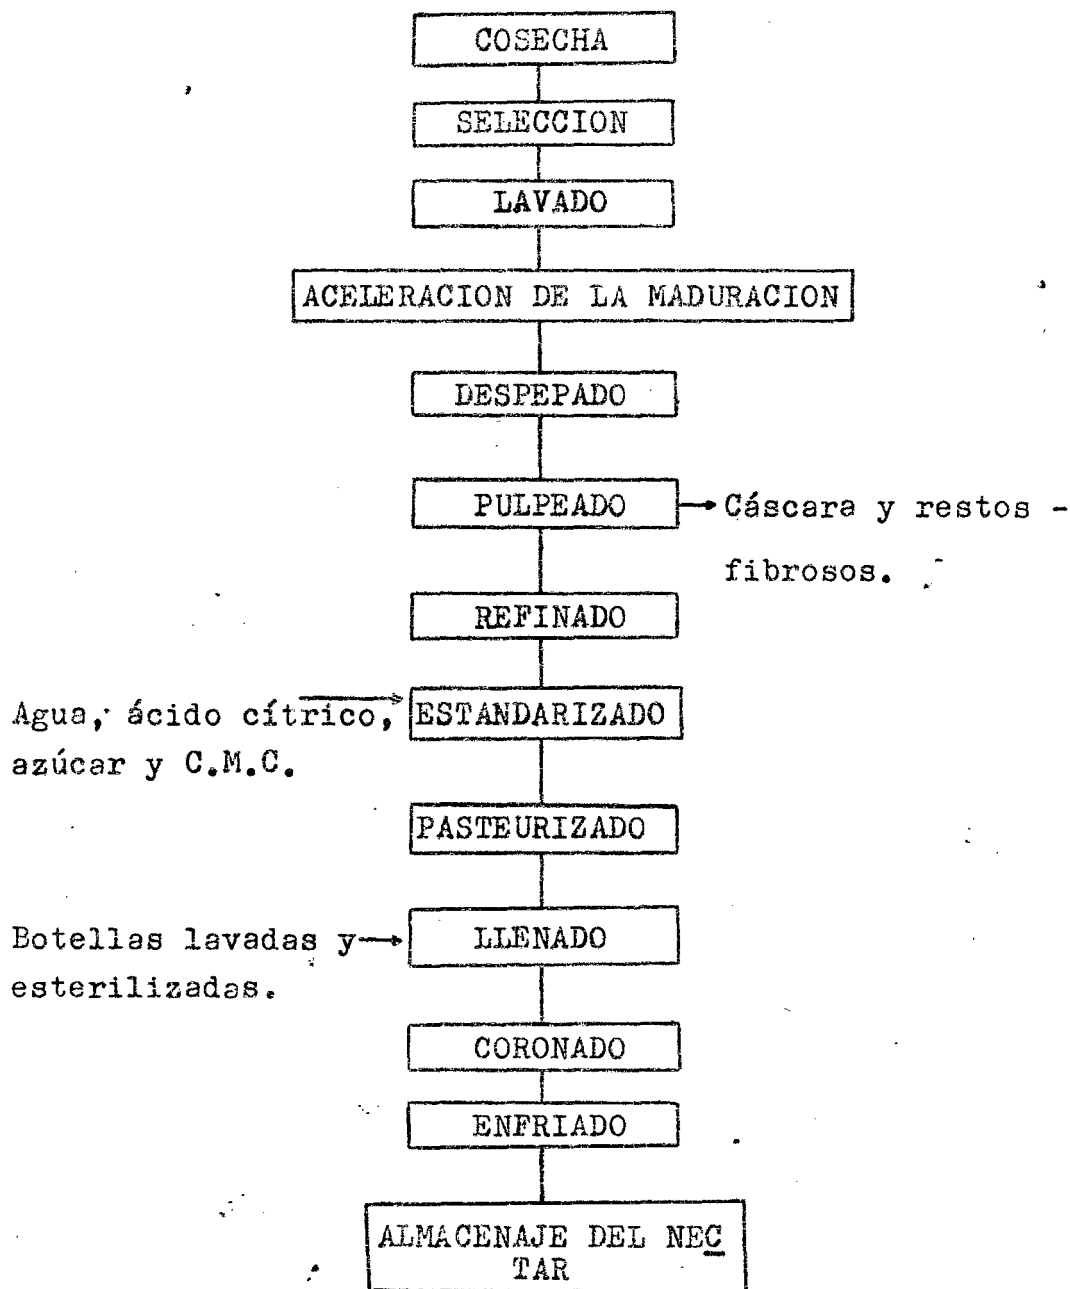 COSECHA
SELECCION
LAVADO
ACELERACION DE LA MADURACION
DESPEPADO
PULPEADO
Cáscara y restos -
fibrosos.
REFINADO
Agua, ácido cítrico,
azúcar y C.M.C.
ESTANDARIZADO
PASTEURIZADO
Botellas lavadas y
esterilizadas.
LLENADO
CORONADO
ENFRIADO
ALMACENAJE DEL NEC
TAR